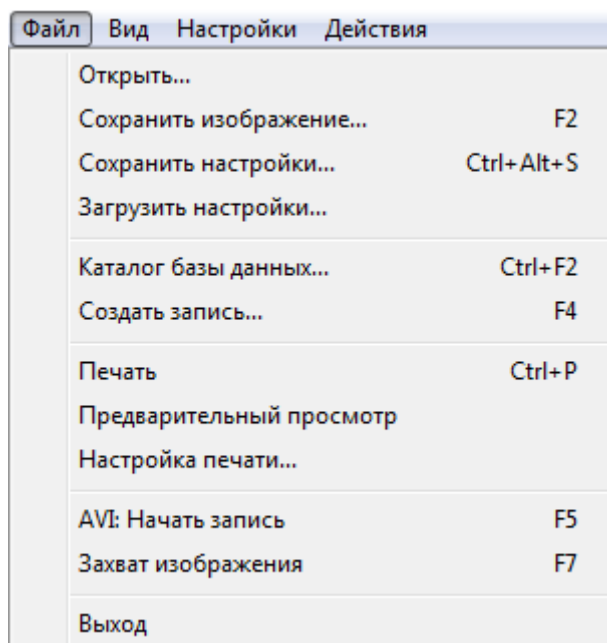 Файл Вид Настройки Действия
Открыть...
Сохранить изображение... F2
Сохранить настройки... Ctrl+Alt+S
Загрузить настройки...
Каталог базы данных... Ctrl+F2
Создать запись... F4
Печать Ctrl+P
Предварительный просмотр
Настройка печати...
AVI: Начать запись F5
Захват изображения F7
Выход